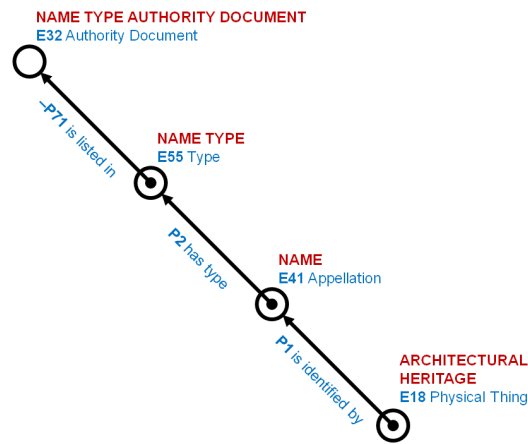 NAME TYPE AUTHORITY DOCUMENT
E32 Authority Document
–P71 is listed in
NAME TYPE
E55 Type
P2 has type
NAME
E41 Appellation
P1 is identified by
ARCHITECTURAL
HERITAGE
E18 Physical Thing